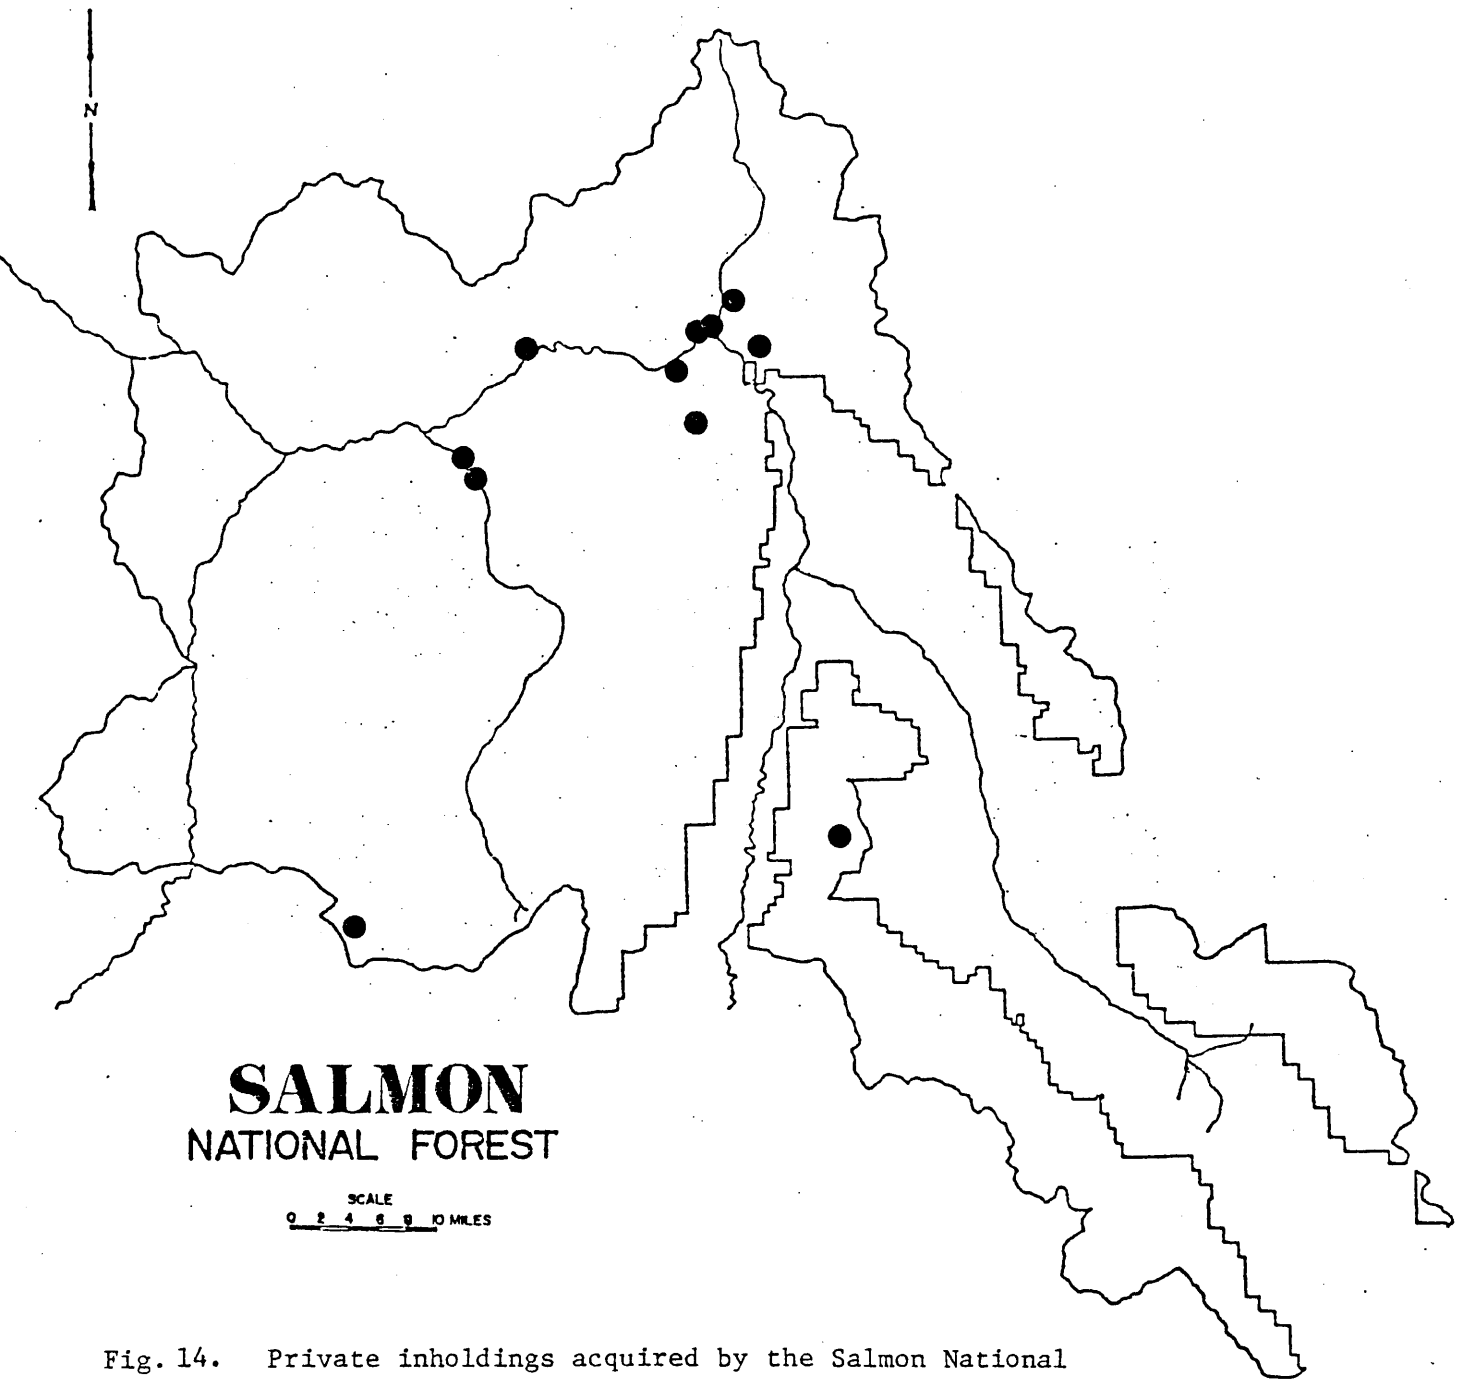 N
SALMON
NATIONAL FOREST
SCALE
0 2 4 6 8 10 MILES
Fig. 14. Private inholdings acquired by the Salmon National